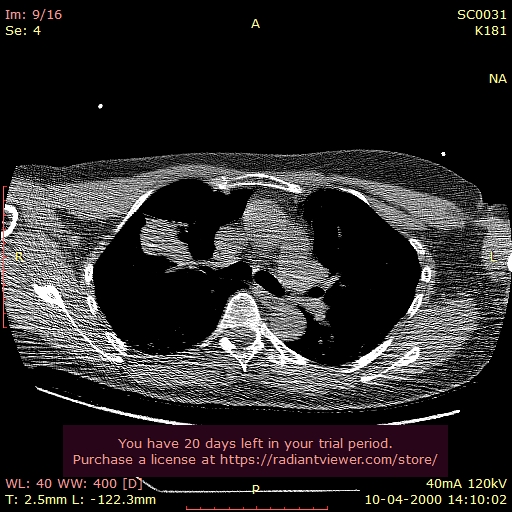 Im: 9/16
Se: 4
A
SC0031
K181
NA
R
L
You have 20 days left in your trial period.
Purchase a license at https://radiantviewer.com/store/
WL: 40 WW: 400 [D]
T: 2.5mm L: -122.3mm
P
40mA 120kV
10-04-2000 14:10:02